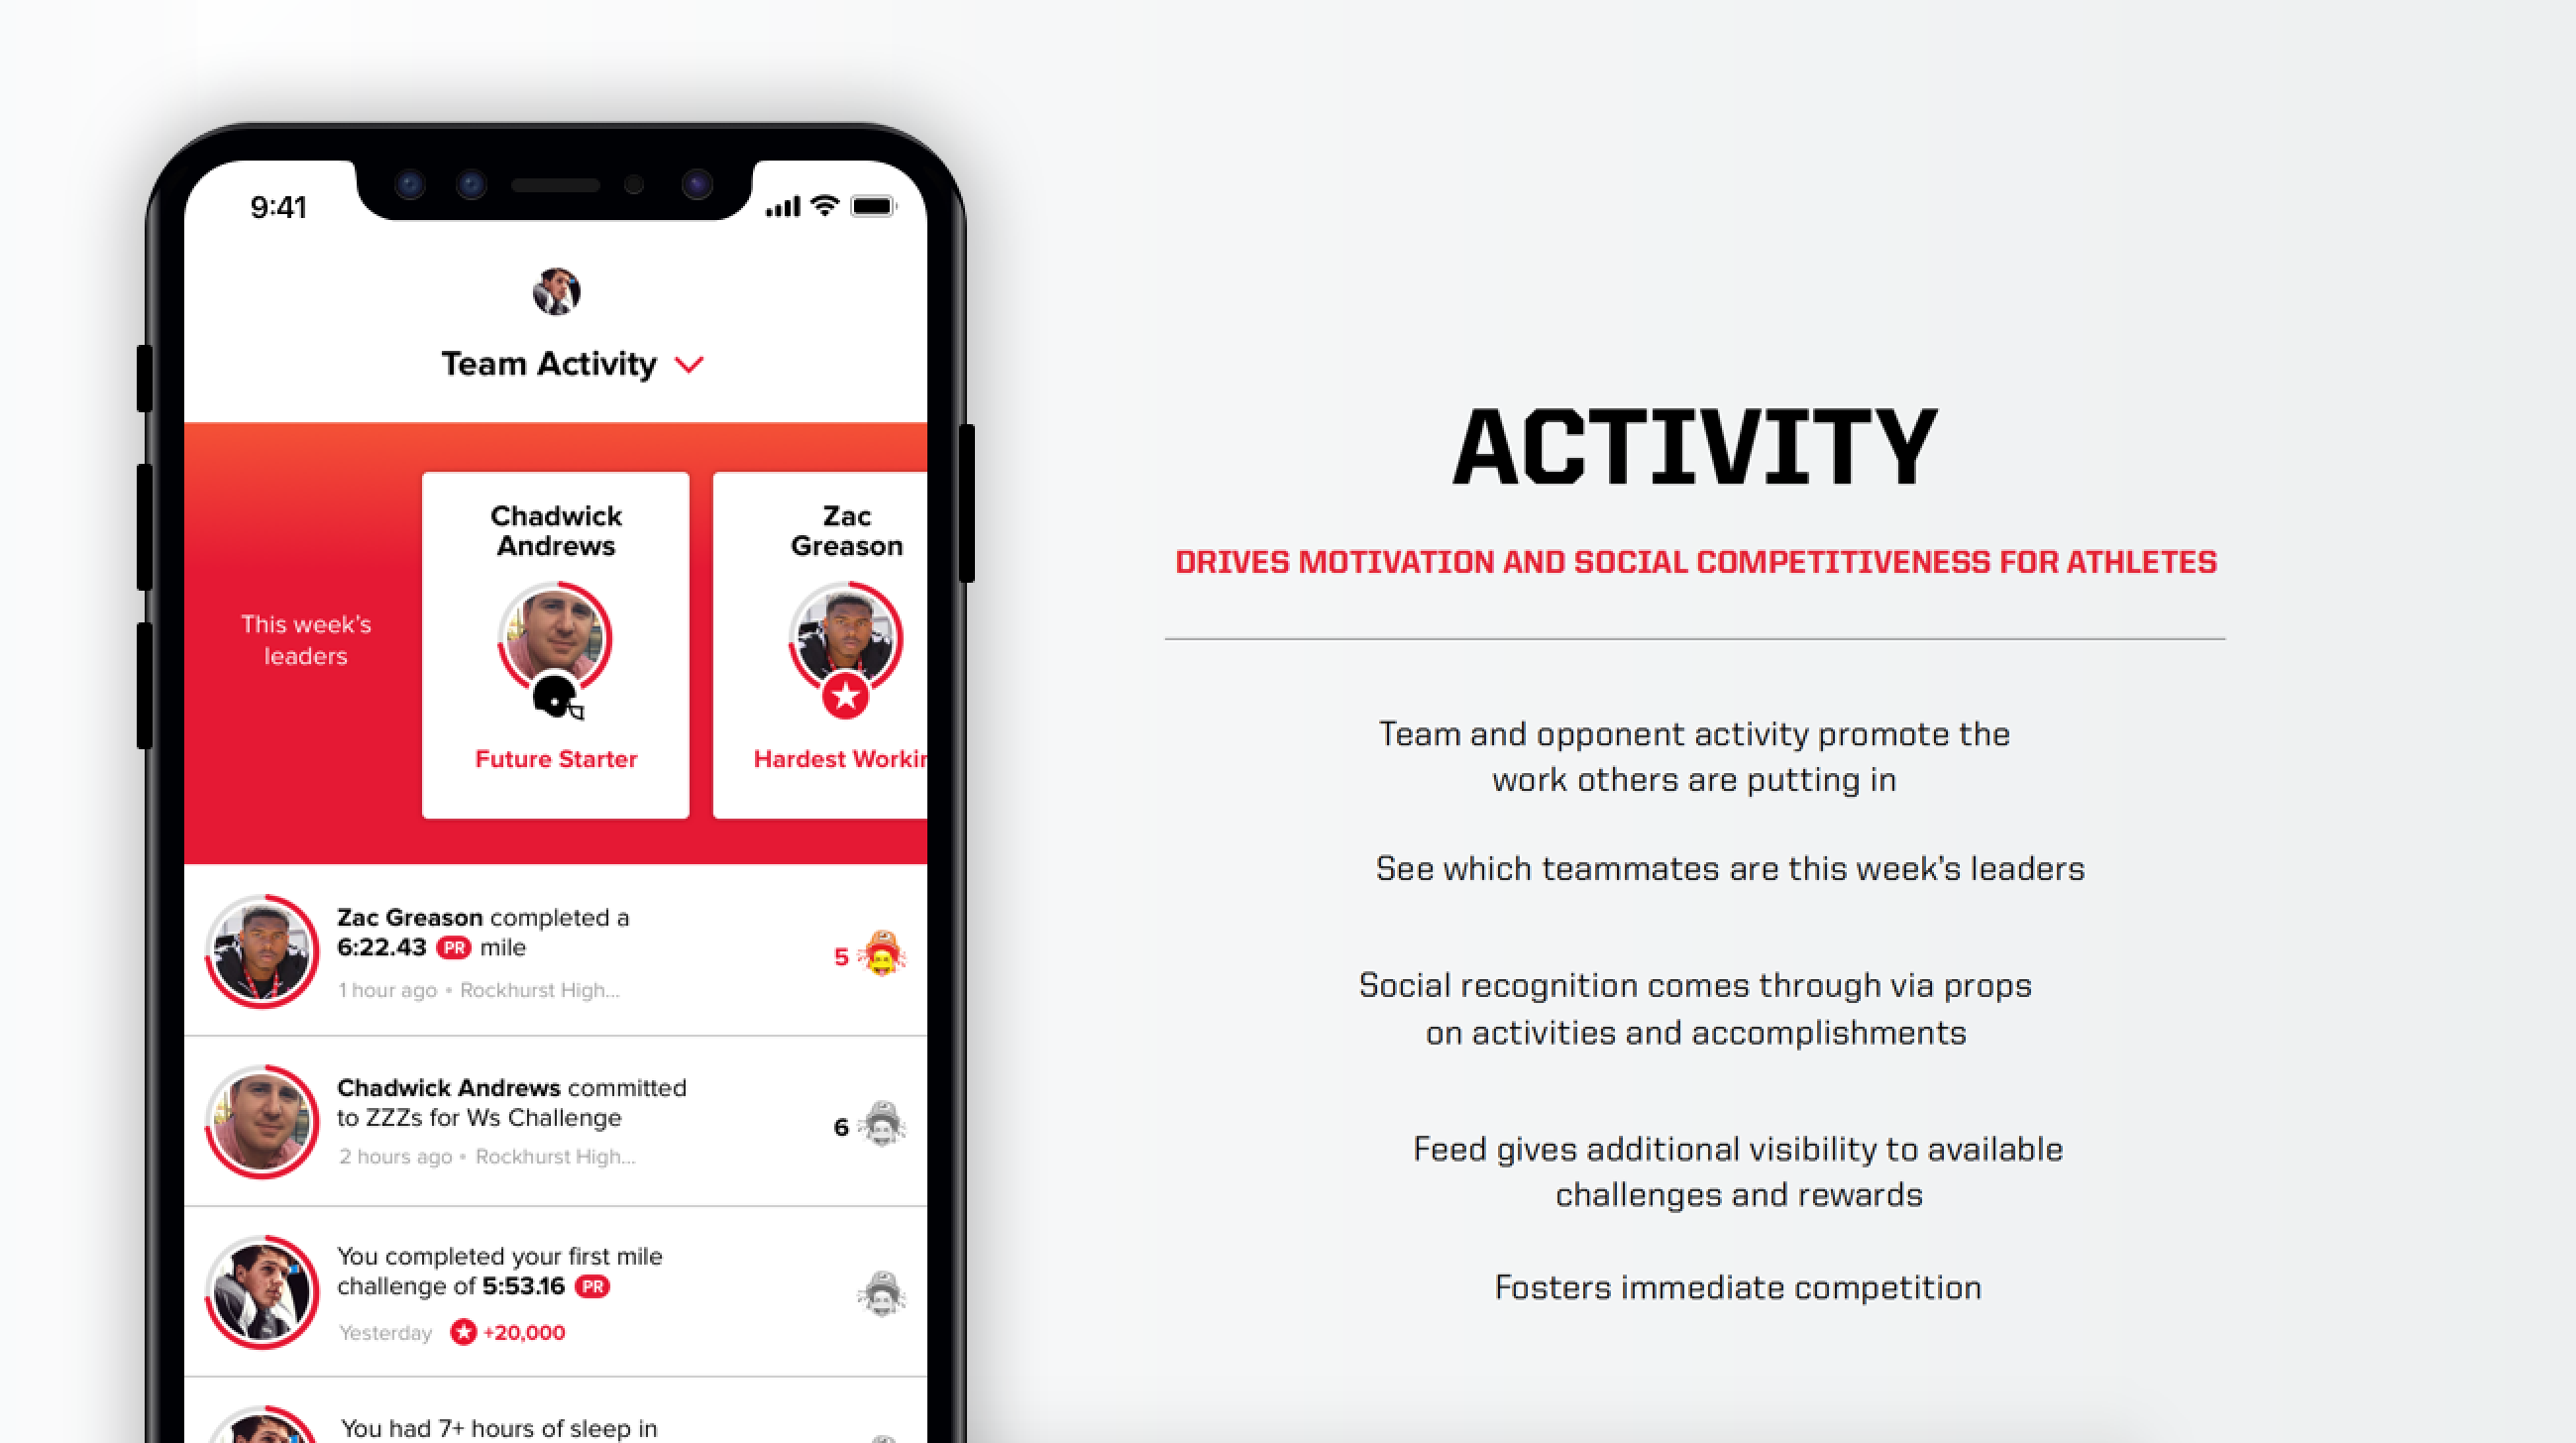 9:41
Team Activity
This week's
leaders
Chadwick
Andrews
Future Starter
Zac
Greason
Hardest Workin
Zac Greason completed a
6:22.43 PR mile
1 hour ago • Rockhurst High...
5
Chadwick Andrews committed
to ZZZs for Ws Challenge
2 hours ago • Rockhurst High...
6
You completed your first mile
challenge of 5:53.16 PR
Yesterday +20,000
You had 7+ hours of sleep in
ACTIVITY
DRIVES MOTIVATION AND SOCIAL COMPETITIVENESS FOR ATHLETES
Team and opponent activity promote the
work others are putting in
See which teammates are this week's leaders
Social recognition comes through via props
on activities and accomplishments
Feed gives additional visibility to available
challenges and rewards
Fosters immediate competition